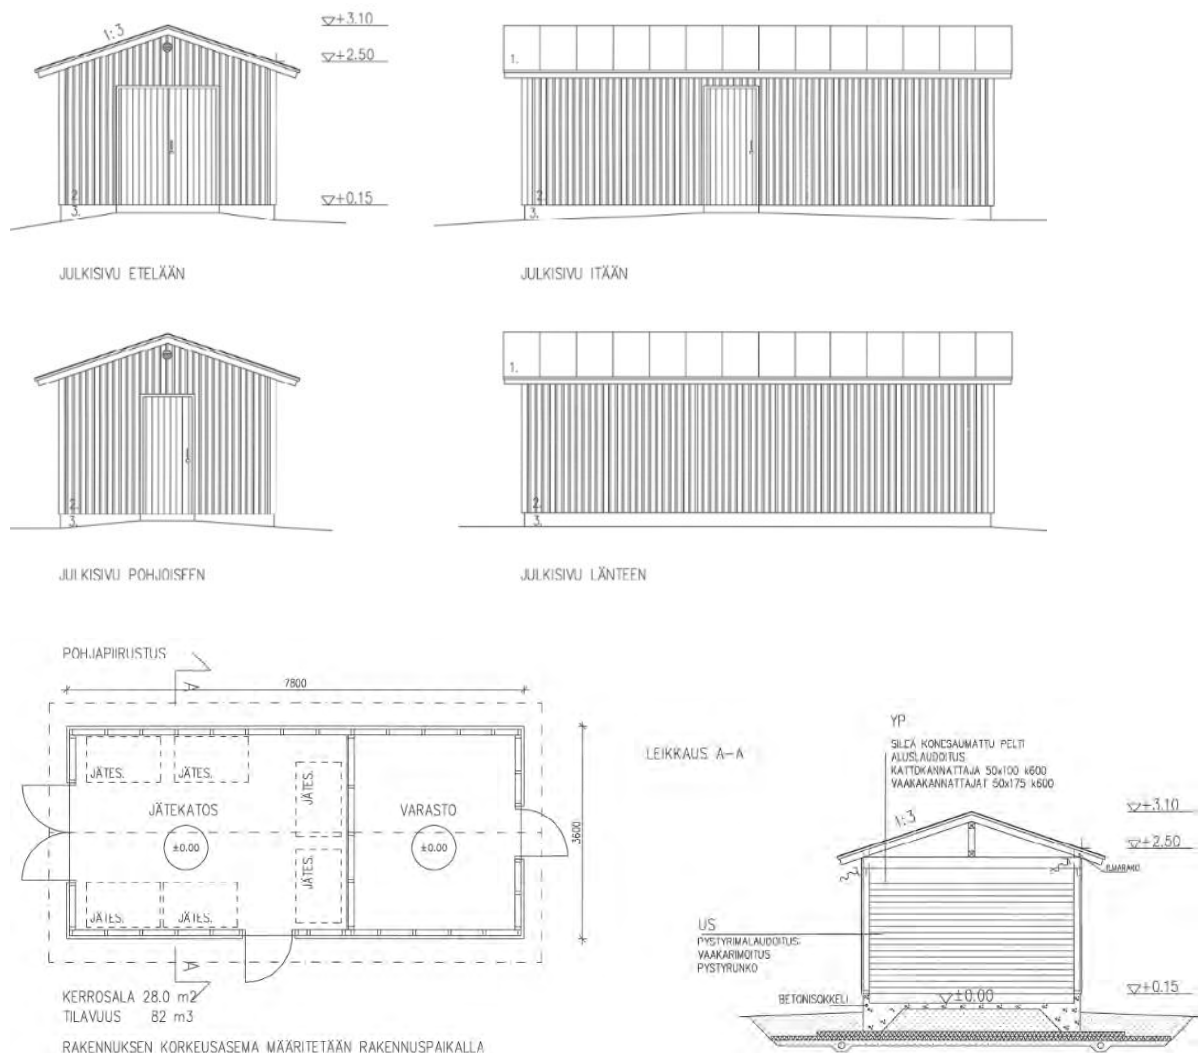 1:3
▽+3.10
▽+2.50
▽+0.15
2.
3.
1.
2.
3.
JULKISIVU ETELÄÄN
JULKISIVU ITÄÄN
2.
3.
1.
2.
3.
JULKISIVU POHJOISEEN
JULKISIVU LÄNTEEN
POHJAPIIRUSTUS
A
7800
3600
JÄTES.
JÄTES.
JÄTES.
JÄTEKATOS
±0.00
VARASTO
±0.00
JÄTES.
JÄTES.
JÄTES.
A
KERROSALA 28.0 m2
TILAVUUS 82 m3
RAKENNUKSEN KORKEUSASEMA MÄÄRITETÄÄN RAKENNUSPAIKALLA
LEIKKAUS A-A
YP
SILEÄ KONESAUMATTU PELTI
ALUSLAUDOITUS
KATTOKANNATTAJA 50x100 k600
VAAKAKANNATTAJAT 50x175 k600
1:3
▽+3.10
▽+2.50
ILMARAKO
US
PYSTYRIMALAUDOITUS
VAAKARIMOITUS
PYSTYRUNKO
BETONISOKKELI
▽±0.00
▽+0.15